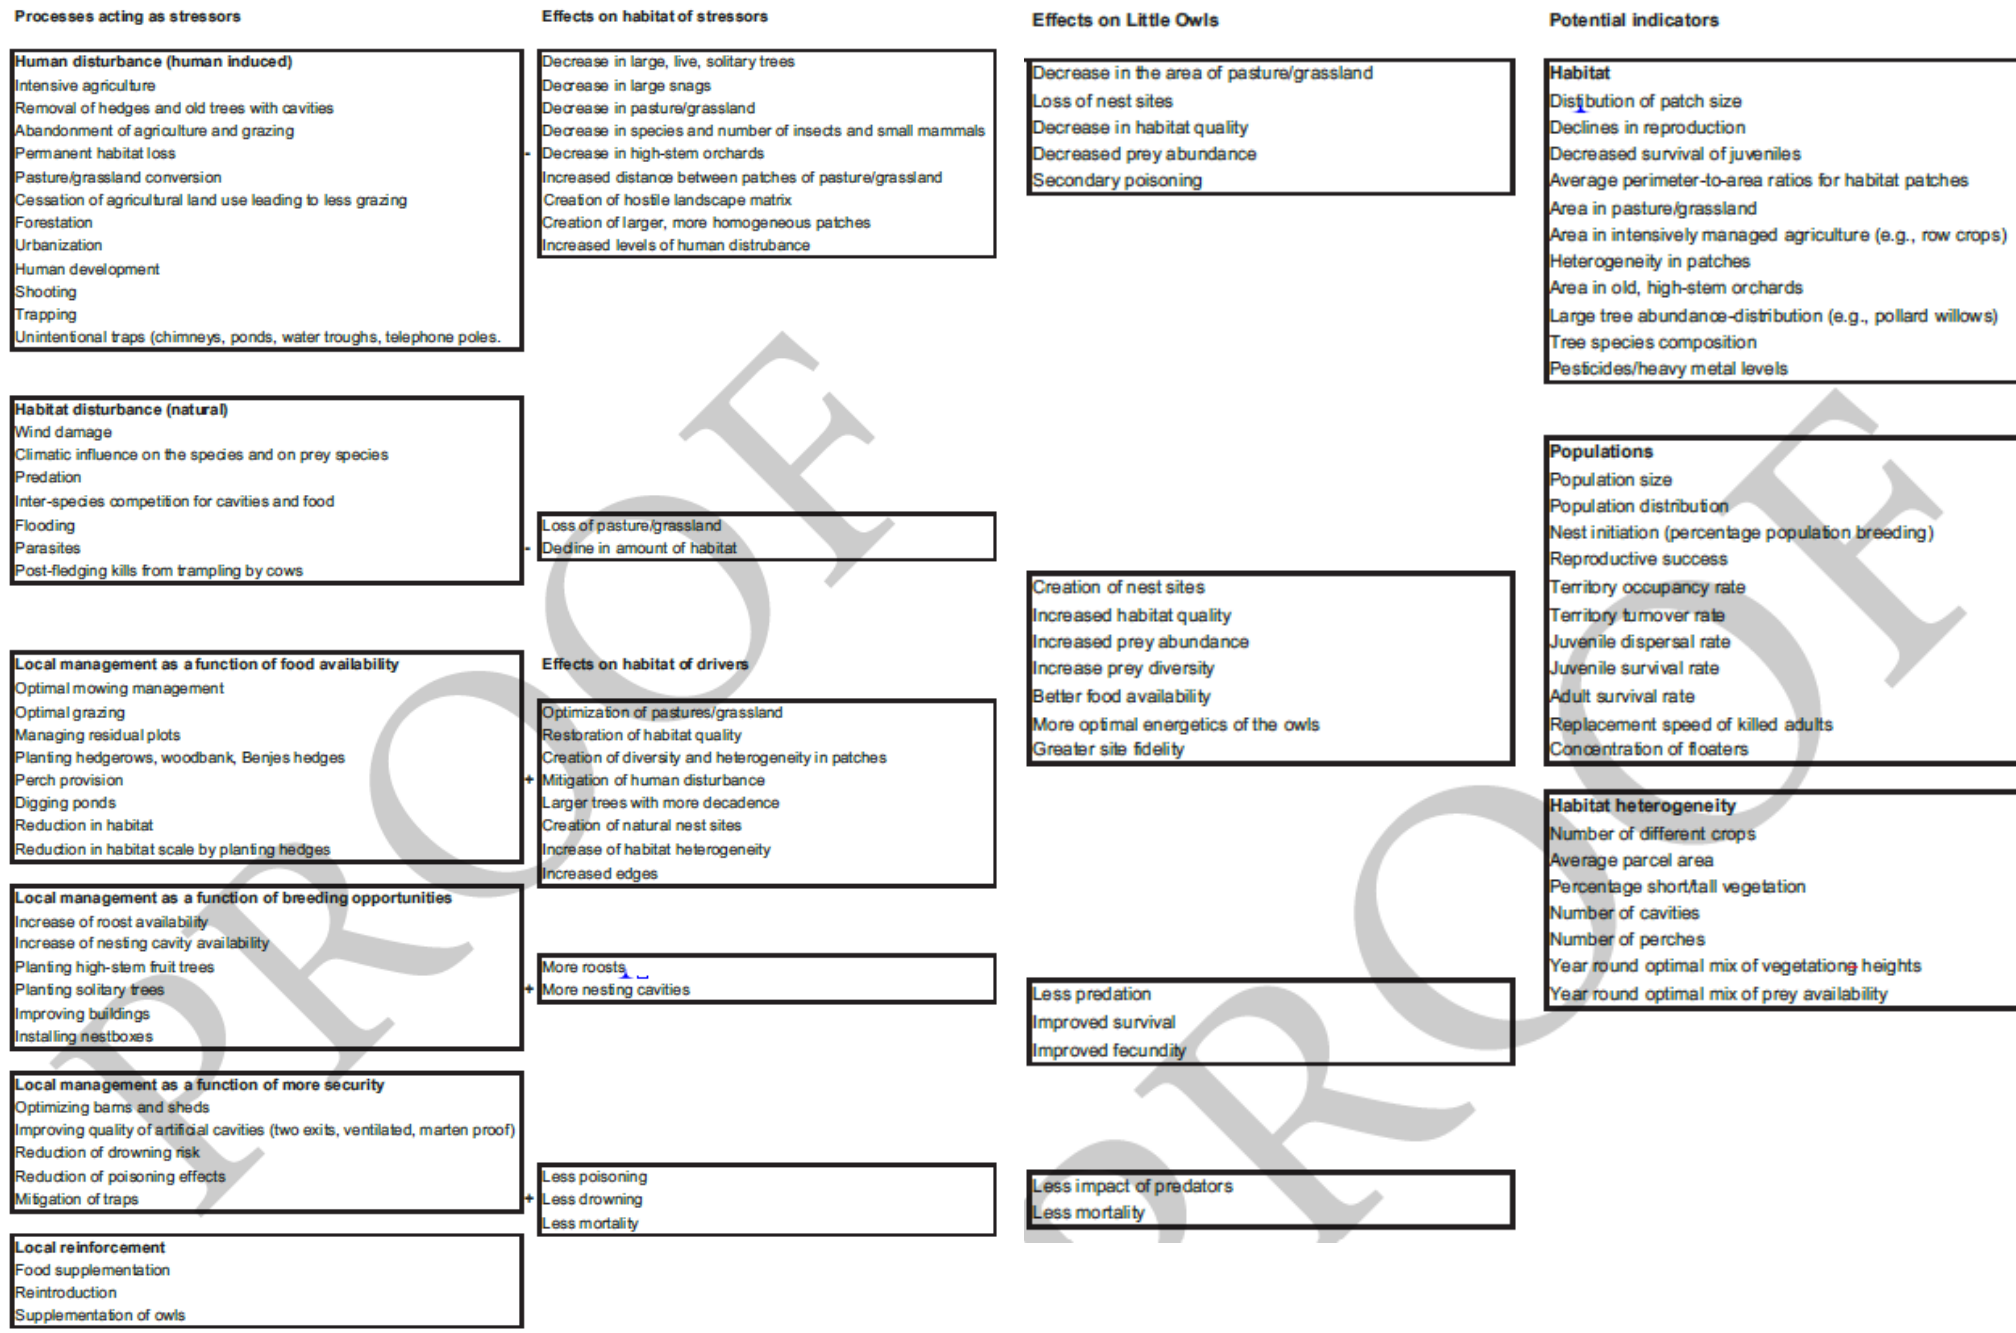 Processes acting as stressors
Human disturbance (human induced)
Intensive agriculture
Removal of hedges and old trees with cavities
Abandonment of agriculture and grazing
Permanent habitat loss
Pasture/grassland conversion
Cessation of agricultural land use leading to less grazing
Forestation
Urbanization
Human development
Shooting
Trapping
Unintentional traps (chimneys, ponds, water troughs, telephone poles.
Habitat disturbance (natural)
Wind damage
Climatic influence on the species and on prey species
Predation
Inter-species competition for cavities and food
Flooding
Parasites
Post-fledging kills from trampling by cows
Local management as a function of food availability
Optimal mowing management
Optimal grazing
Managing residual plots
Planting hedgerows, woodbank, Benjes hedges
Perch provision
Digging ponds
Reduction in habitat
Reduction in habitat scale by planting hedges
Local management as a function of breeding opportunities
Increase of roost availability
Increase of nesting cavity availability
Planting high-stem fruit trees
Planting solitary trees
Improving buildings
Installing nestboxes
Local management as a function of more security
Optimizing barns and sheds
Improving quality of artificial cavities (two exits, ventilated, marten proof)
Reduction of drowning risk
Reduction of poisoning effects
Mitigation of traps
Local reinforcement
Food supplementation
Reintroduction
Supplementation of owls
Effects on habitat of stressors
Decrease in large, live, solitary trees
Decrease in large snags
Decrease in pasture/grassland
Decrease in species and number of insects and small mammals
- Decrease in high-stem orchards
Increased distance between patches of pasture/grassland
Creation of hostile landscape matrix
Creation of larger, more homogeneous patches
Increased levels of human distrubance
Loss of pasture/grassland
- Decline in amount of habitat
Effects on habitat of drivers
Optimization of pastures/grassland
Restoration of habitat quality
Creation of diversity and heterogeneity in patches
+ Mitigation of human disturbance
Larger trees with more decadence
Creation of natural nest sites
Increase of habitat heterogeneity
Increased edges
More roosts
+ More nesting cavities
Less poisoning
+ Less drowning
Less mortality
Effects on Little Owls
Decrease in the area of pasture/grassland
Loss of nest sites
Decrease in habitat quality
Decreased prey abundance
Secondary poisoning
Creation of nest sites
Increased habitat quality
Increased prey abundance
Increase prey diversity
Better food availability
More optimal energetics of the owls
Greater site fidelity
Less predation
Improved survival
Improved fecundity
Less impact of predators
Less mortality
Potential indicators
Habitat
Distibution of patch size
Declines in reproduction
Decreased survival of juveniles
Average perimeter-to-area ratios for habitat patches
Area in pasture/grassland
Area in intensively managed agriculture (e.g., row crops)
Heterogeneity in patches
Area in old, high-stem orchards
Large tree abundance-distribution (e.g., pollard willows)
Tree species composition
Pesticides/heavy metal levels
Populations
Population size
Population distribution
Nest initiation (percentage population breeding)
Reproductive success
Territory occupancy rate
Territory turnover rate
Juvenile dispersal rate
Juvenile survival rate
Adult survival rate
Replacement speed of killed adults
Concentration of floaters
Habitat heterogeneity
Number of different crops
Average parcel area
Percentage short/tall vegetation
Number of cavities
Number of perches
Year round optimal mix of vegetationg heights
Year round optimal mix of prey availability
PROOF
PROOF